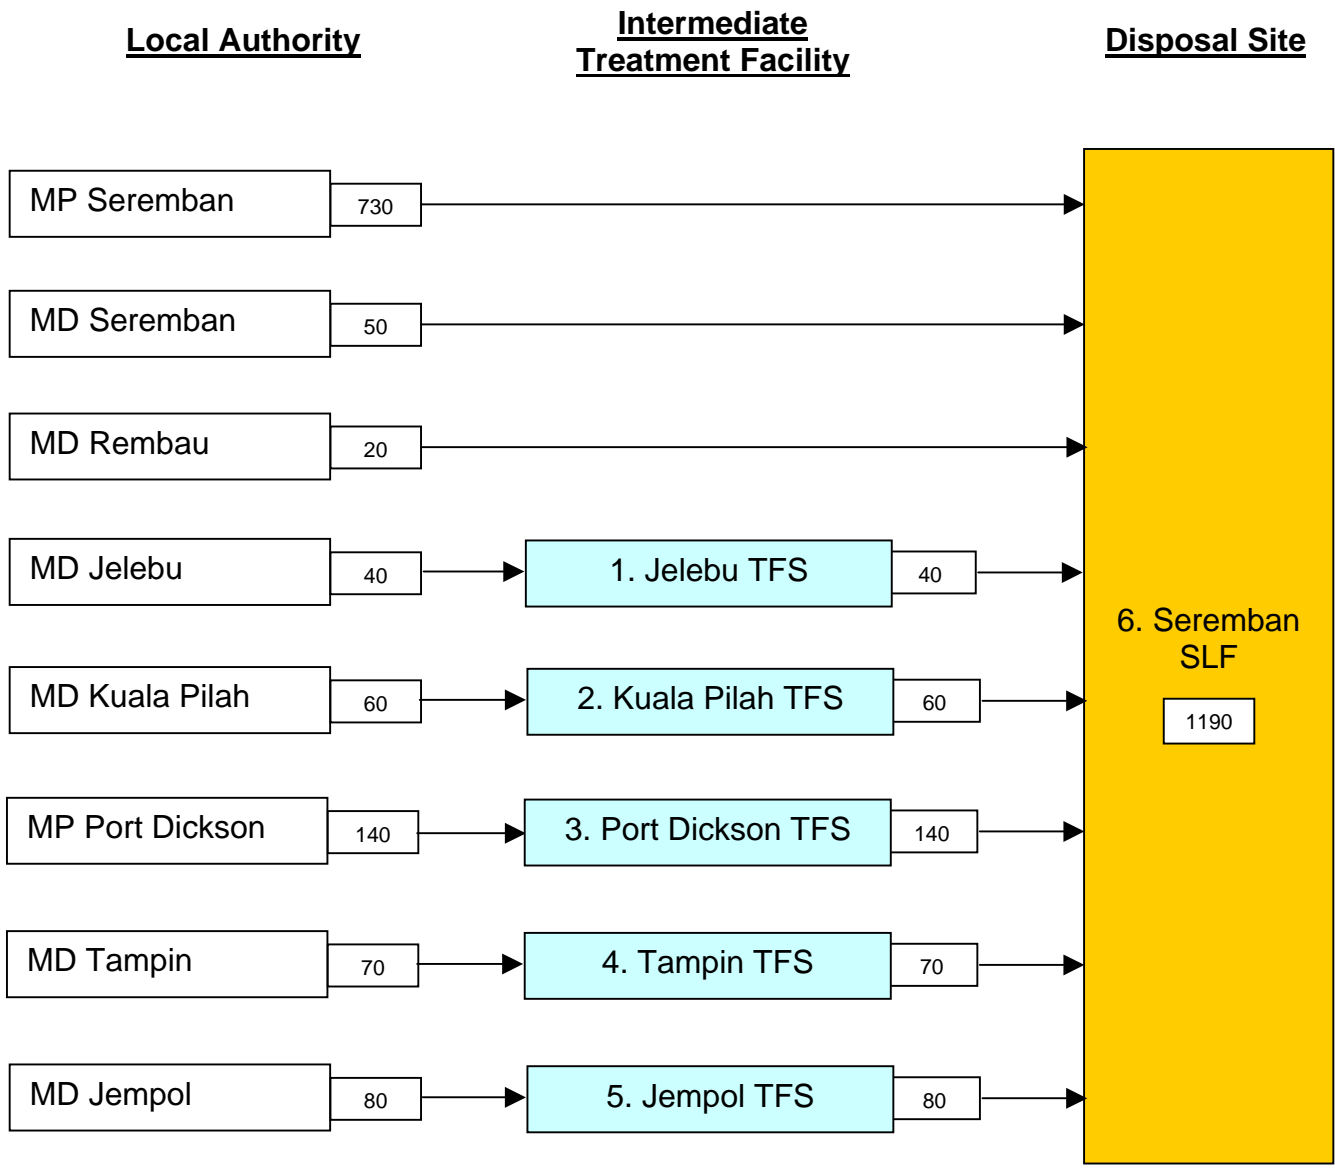 Local Authority
Intermediate
Treatment Facility
Disposal Site
MP Seremban
730
MD Seremban
50
MD Rembau
20
MD Jelebu
40
1. Jelebu TFS
40
MD Kuala Pilah
60
2. Kuala Pilah TFS
60
MP Port Dickson
140
3. Port Dickson TFS
140
MD Tampin
70
4. Tampin TFS
70
MD Jempol
80
5. Jempol TFS
80
6. Seremban
SLF
1190